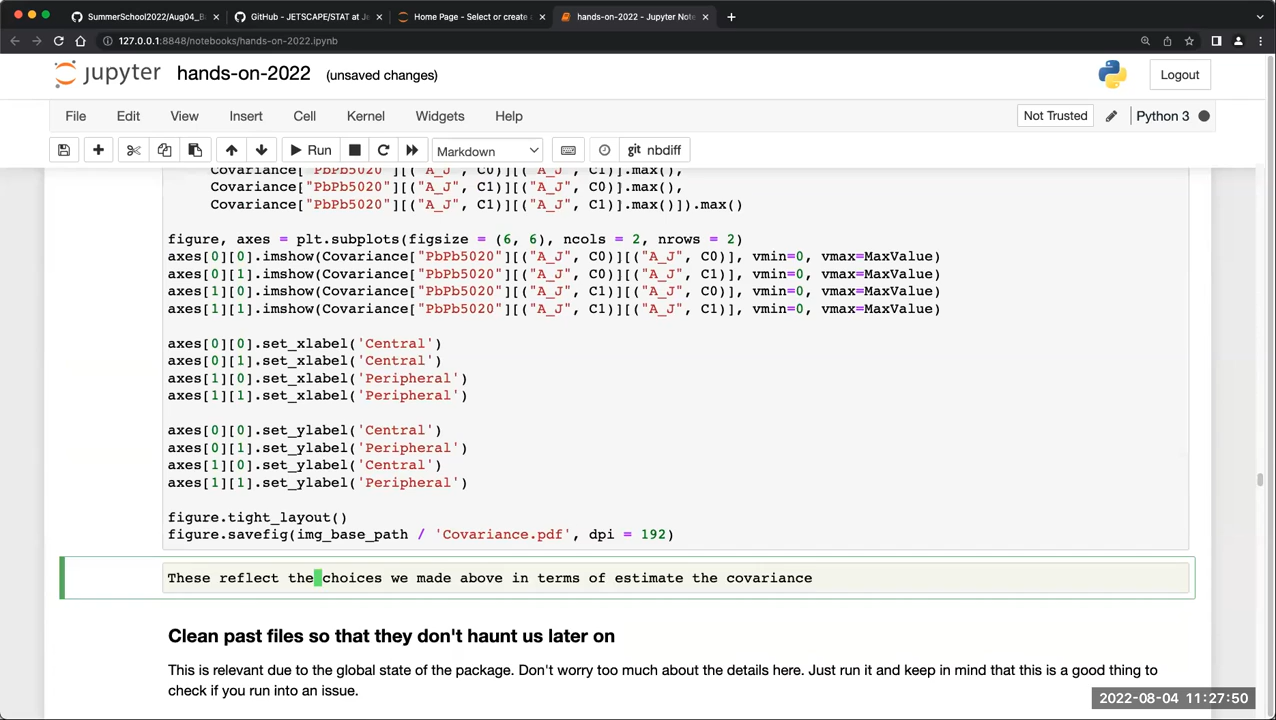 SummerSchool2022/Aug04_B
GitHub - JETSCAPE/STAT at J
Home Page - Select or create
hands-on-2022 - Jupyter Not
127.0.0.1:8848/notebooks/hands-on-2022.ipynb
jupyter hands-on-2022 (unsaved changes)
Logout
File Edit View Insert Cell Kernel Widgets Help
Not Trusted
Python 3
Run
Markdown
git nbdiff
Covariance["PbPb5020"][("A_J", C0)][("A_J", C1)].max(),
Covariance["PbPb5020"][("A_J", C1)][("A_J", C0)].max(),
Covariance["PbPb5020"][("A_J", C1)][("A_J", C1)].max()]).max()
figure, axes = plt.subplots(figsize = (6, 6), ncols = 2, nrows = 2)
axes[0][0].imshow(Covariance["PbPb5020"][("A_J", C0)][("A_J", C0)], vmin=0, vmax=MaxValue)
axes[0][1].imshow(Covariance["PbPb5020"][("A_J", C0)][("A_J", C1)], vmin=0, vmax=MaxValue)
axes[1][0].imshow(Covariance["PbPb5020"][("A_J", C1)][("A_J", C0)], vmin=0, vmax=MaxValue)
axes[1][1].imshow(Covariance["PbPb5020"][("A_J", C1)][("A_J", C1)], vmin=0, vmax=MaxValue)
axes[0][0].set_xlabel('Central')
axes[0][1].set_xlabel('Central')
axes[1][0].set_xlabel('Peripheral')
axes[1][1].set_xlabel('Peripheral')
axes[0][0].set_ylabel('Central')
axes[0][1].set_ylabel('Peripheral')
axes[1][0].set_ylabel('Central')
axes[1][1].set_ylabel('Peripheral')
figure.tight_layout()
figure.savefig(img_base_path / 'Covariance.pdf', dpi = 192)
These reflect the choices we made above in terms of estimate the covariance
Clean past files so that they don't haunt us later on
This is relevant due to the global state of the package. Don't worry too much about the details here. Just run it and keep in mind that this is a good thing to
check if you run into an issue.
2022-08-04 11:27:50